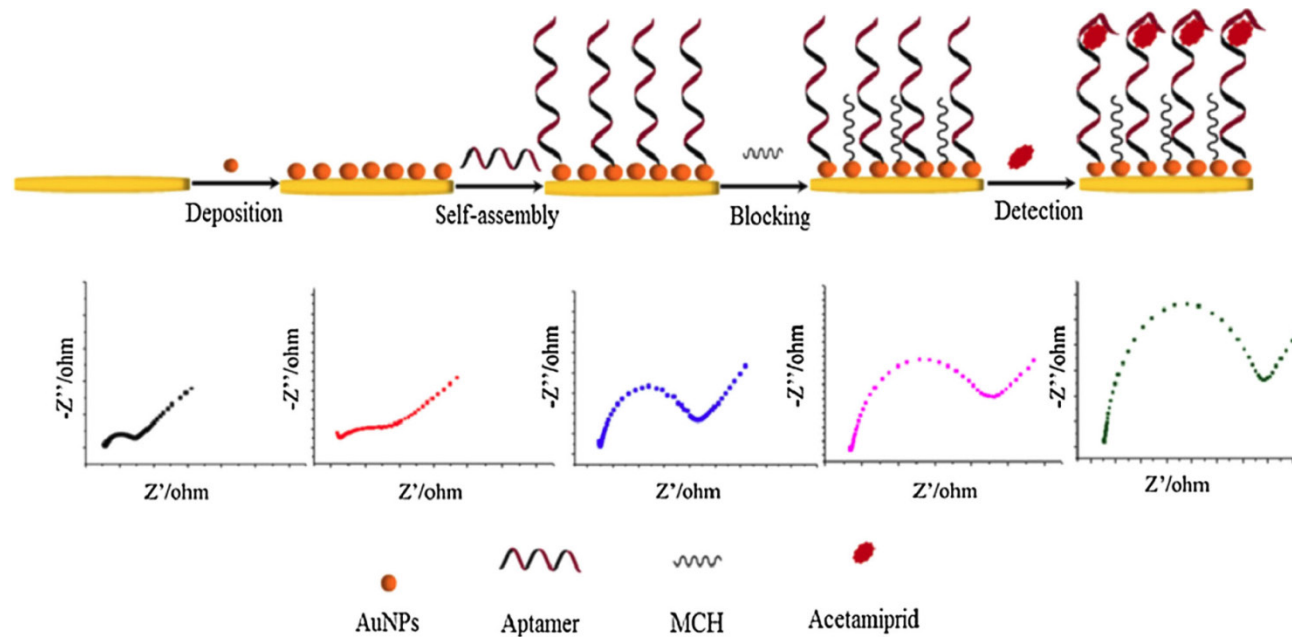 Deposition
Self-assembly
Blocking
Detection
-Z''/ohm
Z'/ohm
-Z''/ohm
Z'/ohm
-Z''/ohm
Z'/ohm
-Z''/ohm
Z'/ohm
-Z''/ohm
Z'/ohm
AuNPs
Aptamer
MCH
Acetamiprid